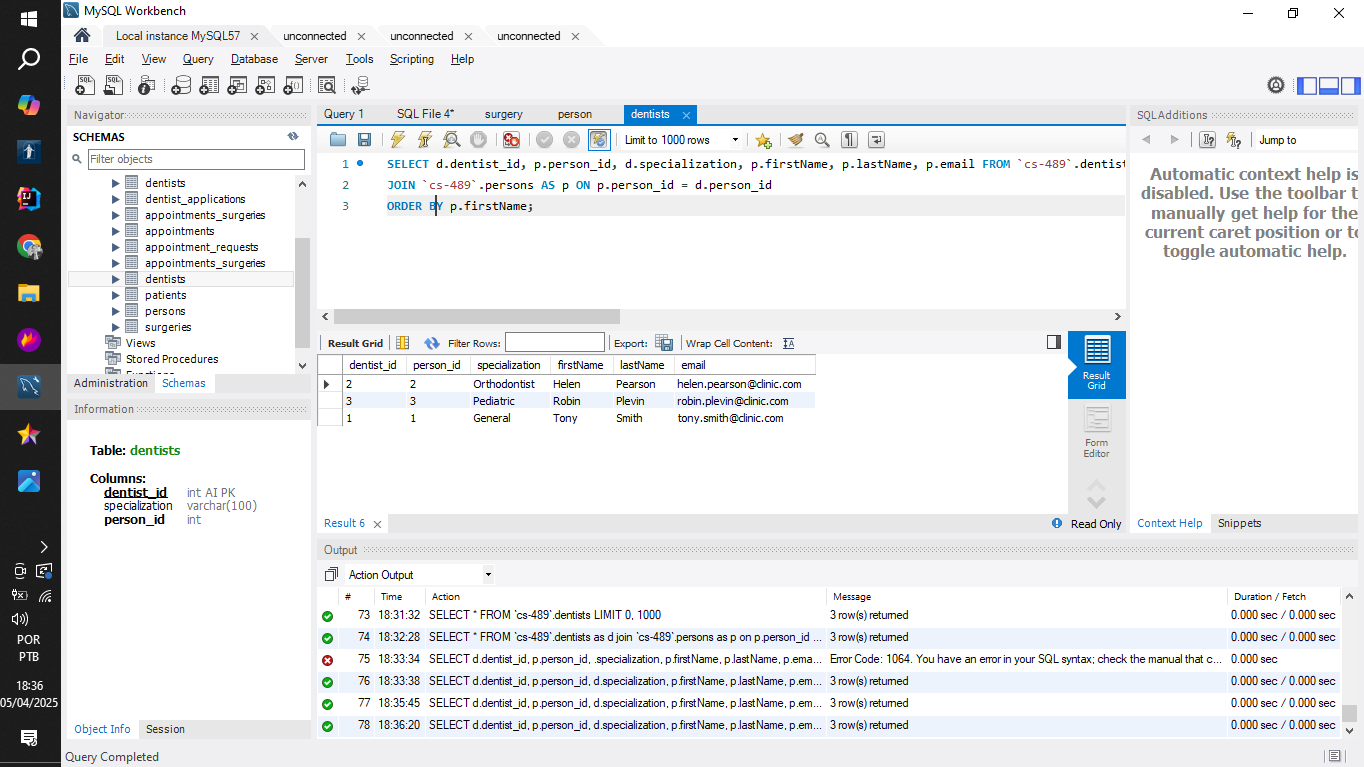 MySQL Workbench
Local instance MySQL57 unconnected unconnected unconnected
File Edit View Query Database Server Tools Scripting Help
Navigator
SCHEMAS
Filter objects
dentists
dentist_applications
appointments_surgeries
appointments
appointment_requests
appointments_surgeries
dentists
patients
persons
surgeries
Views
Stored Procedures
Administration Schemas
Information
Table: dentists
Columns:
dentist_id int AI PK
specialization varchar(100)
person_id int
Object Info Session
Query Completed
Query 1 SQL File 4* surgery person dentists
Limit to 1000 rows
1 SELECT d.dentist_id, p.person_id, d.specialization, p.firstName, p.lastName, p.email FROM `cs-489`.dentist
2 JOIN `cs-489`.persons AS p ON p.person_id = d.person_id
3 ORDER BY p.firstName;
Result Grid Filter Rows: Export: Wrap Cell Content: IA
dentist_id person_id specialization firstName lastName email
2 2 Orthodontist Helen Pearson helen.pearson@clinic.com
3 3 Pediatric Robin Plevin robin.plevin@clinic.com
1 1 General Tony Smith tony.smith@clinic.com
Result Grid
Form Editor
Result 6 Read Only
SQLAdditions
Jump to
Automatic context help is
disabled. Use the toolbar t
manually get help for the
current caret position or to
toggle automatic help.
Context Help Snippets
Output
Action Output
# Time Action Message Duration / Fetch
73 18:31:32 SELECT * FROM `cs-489`.dentists LIMIT 0, 1000 3 row(s) returned 0.000 sec / 0.000 sec
74 18:32:28 SELECT * FROM `cs-489`.dentists as d join `cs-489`.persons as p on p.person_id ... 3 row(s) returned 0.000 sec / 0.000 sec
75 18:33:34 SELECT d.dentist_id, p.person_id, .specialization, p.firstName, p.lastName, p.ema... Error Code: 1064. You have an error in your SQL syntax; check the manual that c... 0.000 sec
76 18:33:38 SELECT d.dentist_id, p.person_id, d.specialization, p.firstName, p.lastName, p.em... 3 row(s) returned 0.000 sec / 0.000 sec
77 18:35:45 SELECT d.dentist_id, p.person_id, d.specialization, p.firstName, p.lastName, p.em... 3 row(s) returned 0.000 sec / 0.000 sec
78 18:36:20 SELECT d.dentist_id, p.person_id, d.specialization, p.firstName, p.lastName, p.em... 3 row(s) returned 0.000 sec / 0.000 sec
POR
PTB
18:36
05/04/2025